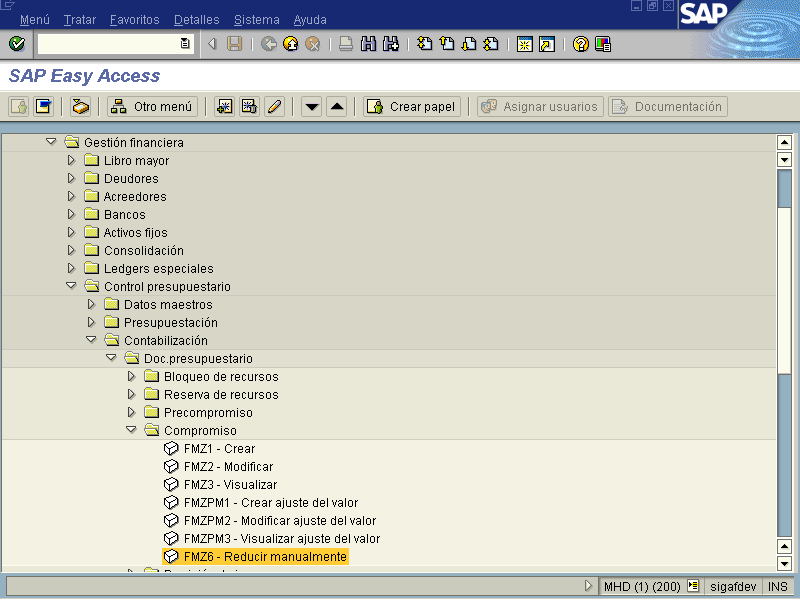 Menú Tratar Favoritos Detalles Sistema Ayuda
SAP
SAP Easy Access
Otro menú Crear papel Asignar usuarios Documentación
Gestión financiera
Libro mayor
Deudores
Acreedores
Bancos
Activos fijos
Consolidación
Ledgers especiales
Control presupuestario
Datos maestros
Presupuestación
Contabilización
Doc.presupuestario
Bloqueo de recursos
Reserva de recursos
Precompromiso
Compromiso
FMZ1 - Crear
FMZ2 - Modificar
FMZ3 - Visualizar
FMZPM1 - Crear ajuste del valor
FMZPM2 - Modificar ajuste del valor
FMZPM3 - Visualizar ajuste del valor
FMZ6 - Reducir manualmente
MHD (1) (200) sigafdev INS